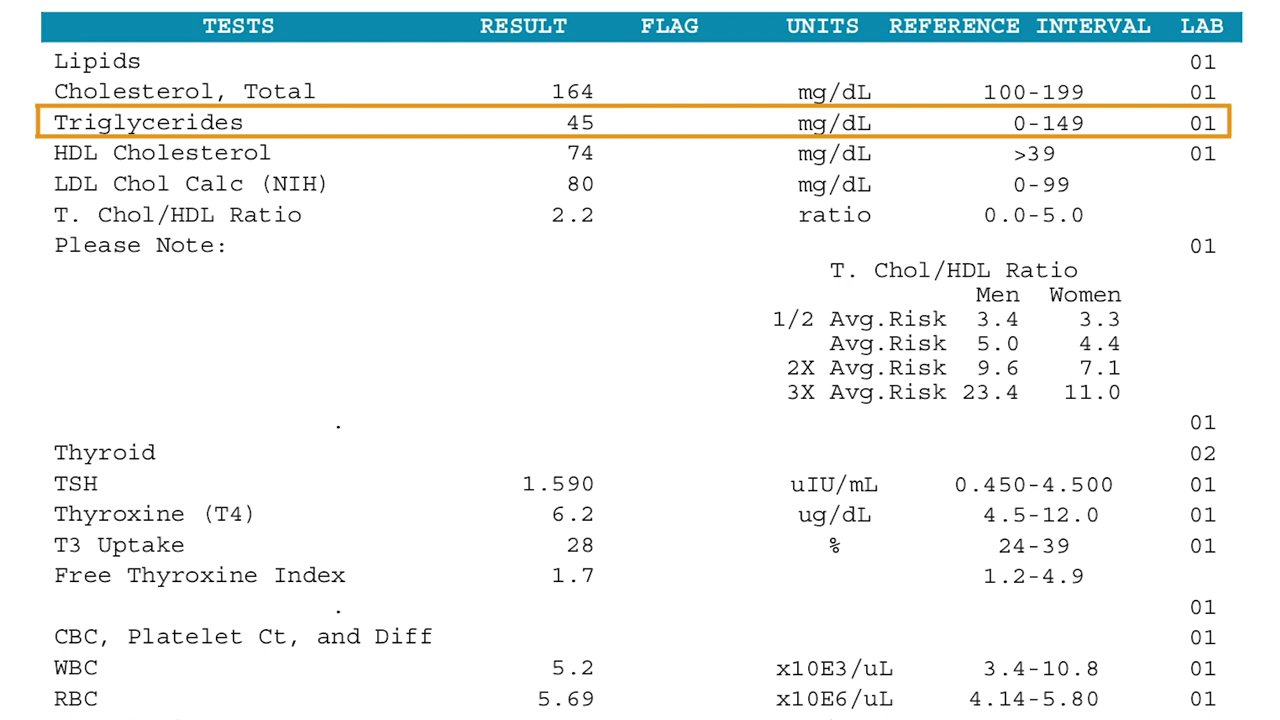 TESTS RESULT FLAG UNITS REFERENCE INTERVAL LAB
Lipids 01
Cholesterol, Total 164 mg/dL 100-199 01
Triglycerides 45 mg/dL 0-149 01
HDL Cholesterol 74 mg/dL >39 01
LDL Chol Calc (NIH) 80 mg/dL 0-99
T. Chol/HDL Ratio 2.2 ratio 0.0-5.0
Please Note: 01
T. Chol/HDL Ratio
Men Women
1/2 Avg.Risk 3.4 3.3
Avg.Risk 5.0 4.4
2X Avg.Risk 9.6 7.1
3X Avg.Risk 23.4 11.0
. 01
Thyroid 02
TSH 1.590 uIU/mL 0.450-4.500 01
Thyroxine (T4) 6.2 ug/dL 4.5-12.0 01
T3 Uptake 28 % 24-39 01
Free Thyroxine Index 1.7 1.2-4.9
. 01
CBC, Platelet Ct, and Diff 01
WBC 5.2 x10E3/uL 3.4-10.8 01
RBC 5.69 x10E6/uL 4.14-5.80 01